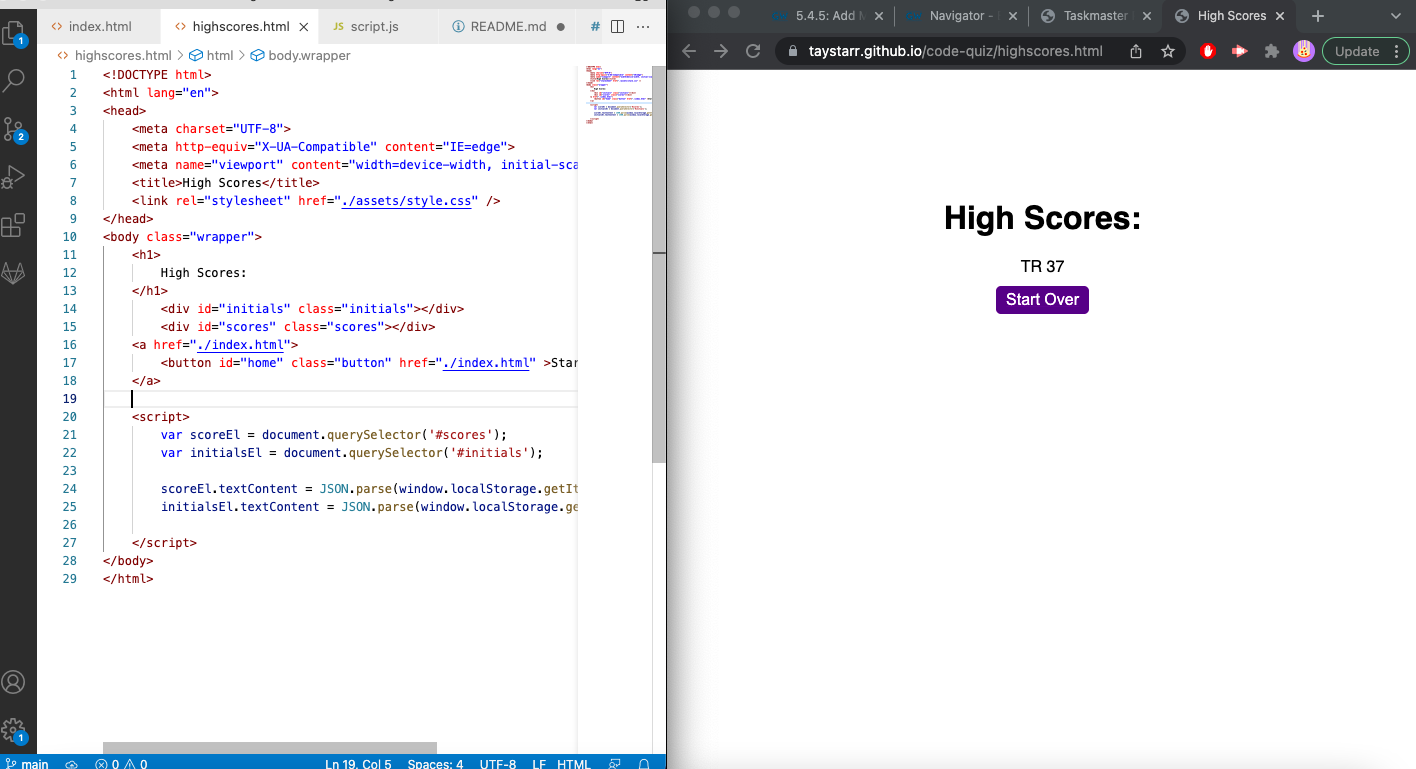 index.html
highscores.html
JS script.js
README.md
#
highscores.html > html > body.wrapper
1 <!DOCTYPE html>
2 <html lang="en">
3 <head>
4 <meta charset="UTF-8">
5 <meta http-equiv="X-UA-Compatible" content="IE=edge">
6 <meta name="viewport" content="width=device-width, initial-sca
7 <title>High Scores</title>
8 <link rel="stylesheet" href="./assets/style.css" />
9 </head>
10 <body class="wrapper">
11 <h1>
12 High Scores:
13 </h1>
14 <div id="initials" class="initials"></div>
15 <div id="scores" class="scores"></div>
16 <a href="./index.html">
17 <button id="home" class="button" href="./index.html" >Star
18 </a>
19
20 <script>
21 var scoreEl = document.querySelector('#scores');
22 var initialsEl = document.querySelector('#initials');
23
24 scoreEl.textContent = JSON.parse(window.localStorage.getIt
25 initialsEl.textContent = JSON.parse(window.localStorage.ge
26
27 </script>
28 </body>
29 </html>
1
2
1
main
0 0
Ln 19, Col 5
Spaces: 4
UTF-8
LF
HTML
5.4.5: Add
Navigator -
Taskmaster
High Scores
taystarr.github.io/code-quiz/highscores.html
Update
High Scores:
TR 37
Start Over